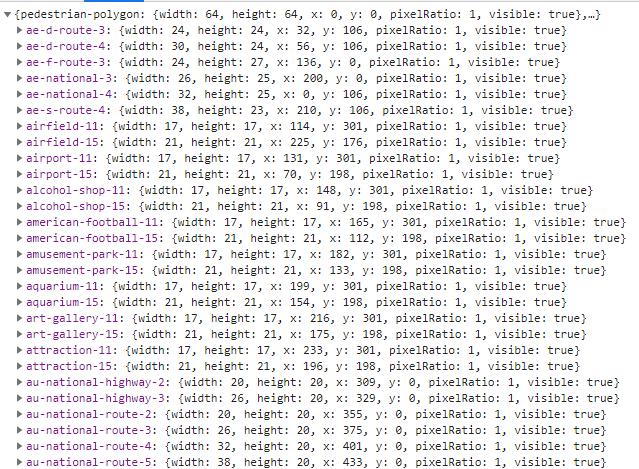 {pedestrian-polygon: {width: 64, height: 64, x: 0, y: 0, pixelRatio: 1, visible: true},…}
ae-d-route-3: {width: 24, height: 24, x: 32, y: 106, pixelRatio: 1, visible: true}
ae-d-route-4: {width: 30, height: 24, x: 56, y: 106, pixelRatio: 1, visible: true}
ae-f-route-3: {width: 24, height: 27, x: 136, y: 0, pixelRatio: 1, visible: true}
ae-national-3: {width: 26, height: 25, x: 200, y: 0, pixelRatio: 1, visible: true}
ae-national-4: {width: 32, height: 25, x: 0, y: 106, pixelRatio: 1, visible: true}
ae-s-route-4: {width: 38, height: 23, x: 210, y: 106, pixelRatio: 1, visible: true}
airfield-11: {width: 17, height: 17, x: 114, y: 301, pixelRatio: 1, visible: true}
airfield-15: {width: 21, height: 21, x: 225, y: 176, pixelRatio: 1, visible: true}
airport-11: {width: 17, height: 17, x: 131, y: 301, pixelRatio: 1, visible: true}
airport-15: {width: 21, height: 21, x: 70, y: 198, pixelRatio: 1, visible: true}
alcohol-shop-11: {width: 17, height: 17, x: 148, y: 301, pixelRatio: 1, visible: true}
alcohol-shop-15: {width: 21, height: 21, x: 91, y: 198, pixelRatio: 1, visible: true}
american-football-11: {width: 17, height: 17, x: 165, y: 301, pixelRatio: 1, visible: true}
american-football-15: {width: 21, height: 21, x: 112, y: 198, pixelRatio: 1, visible: true}
amusement-park-11: {width: 17, height: 17, x: 182, y: 301, pixelRatio: 1, visible: true}
amusement-park-15: {width: 21, height: 21, x: 133, y: 198, pixelRatio: 1, visible: true}
aquarium-11: {width: 17, height: 17, x: 199, y: 301, pixelRatio: 1, visible: true}
aquarium-15: {width: 21, height: 21, x: 154, y: 198, pixelRatio: 1, visible: true}
art-gallery-11: {width: 17, height: 17, x: 216, y: 301, pixelRatio: 1, visible: true}
art-gallery-15: {width: 21, height: 21, x: 175, y: 198, pixelRatio: 1, visible: true}
attraction-11: {width: 17, height: 17, x: 233, y: 301, pixelRatio: 1, visible: true}
attraction-15: {width: 21, height: 21, x: 196, y: 198, pixelRatio: 1, visible: true}
au-national-highway-2: {width: 20, height: 20, x: 309, y: 0, pixelRatio: 1, visible: true}
au-national-highway-3: {width: 26, height: 20, x: 329, y: 0, pixelRatio: 1, visible: true}
au-national-route-2: {width: 20, height: 20, x: 355, y: 0, pixelRatio: 1, visible: true}
au-national-route-3: {width: 26, height: 20, x: 375, y: 0, pixelRatio: 1, visible: true}
au-national-route-4: {width: 32, height: 20, x: 401, y: 0, pixelRatio: 1, visible: true}
au-national-route-5: {width: 38, height: 20, x: 433, y: 0, pixelRatio: 1, visible: true}